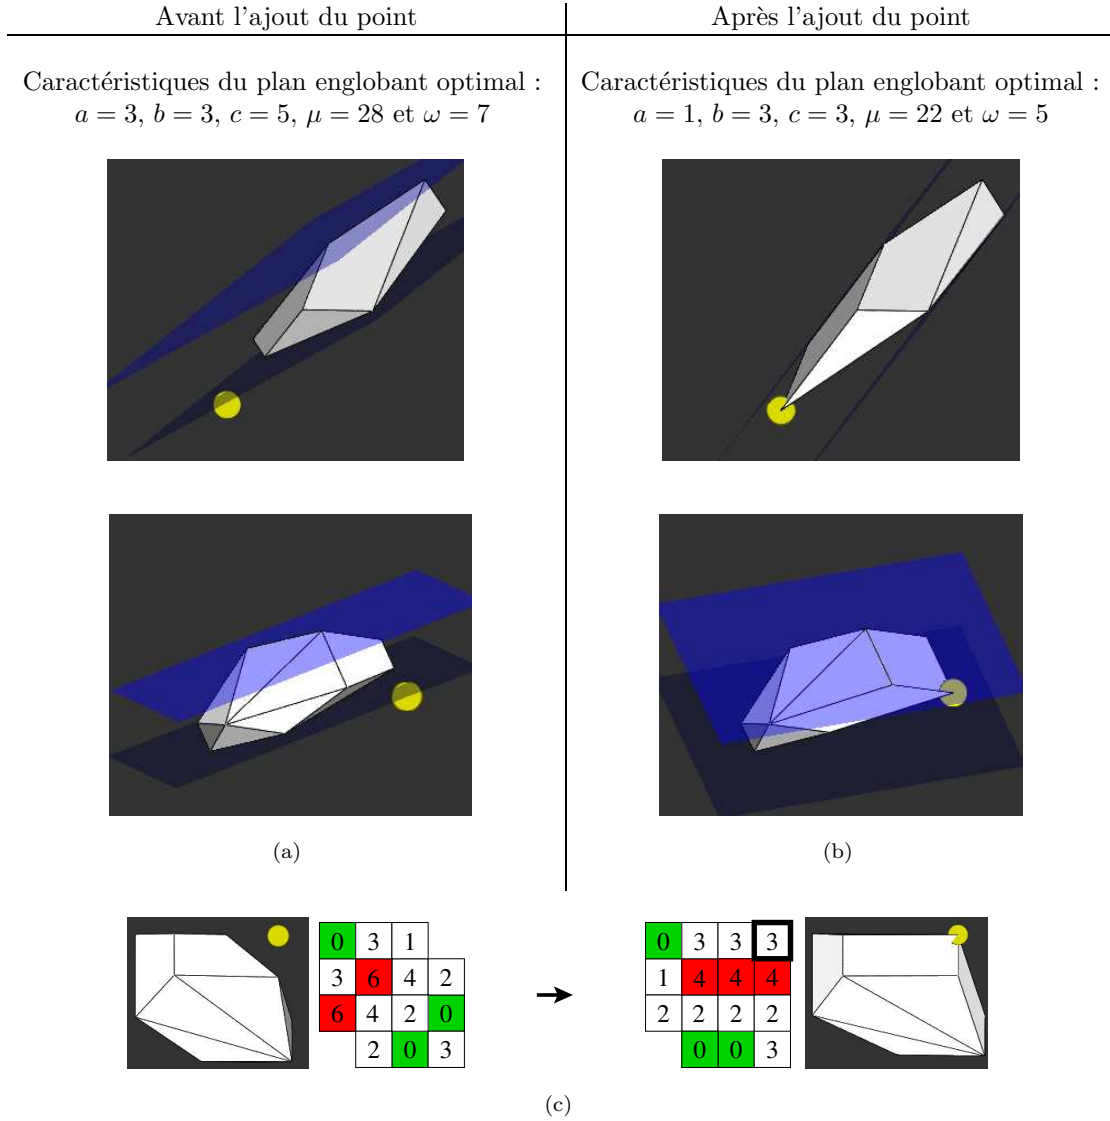 Avant l'ajout du point
Après l'ajout du point
Caractéristiques du plan englobant optimal :
a = 3, b = 3, c = 5, μ = 28 et ω = 7
Caractéristiques du plan englobant optimal :
a = 1, b = 3, c = 3, μ = 22 et ω = 5
(a)
(b)
0 3 1
3 6 4 2
6 4 2 0
2 0 3
0 3 3 3
1 4 4 4
2 2 2 2
0 0 3
(c)